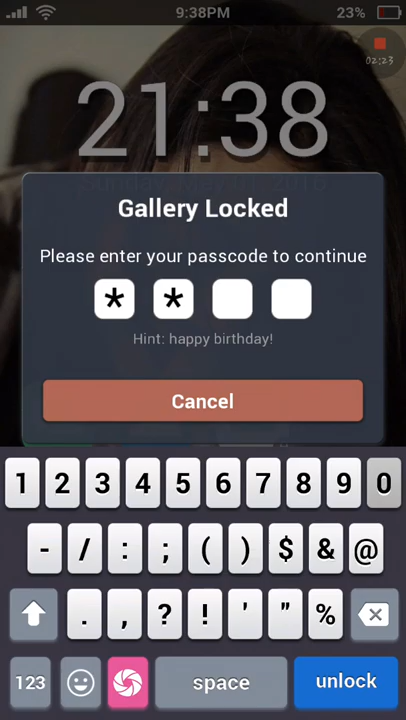 9:38PM
23%
02:23
21:38
Gallery Locked
Please enter your passcode to continue
* *
Hint: happy birthday!
Cancel
1 2 3 4 5 6 7 8 9 0
- / : ; ( ) $ & @
. , ? ! ' " %
123 space unlock